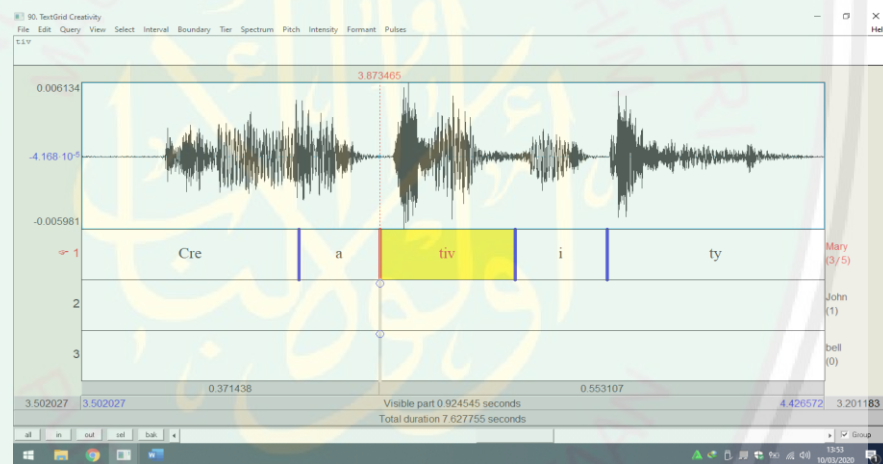 90. TextGrid Creativity
File Edit Query View Select Interval Boundary Tier Spectrum Pitch Intensity Formant Pulses Hel
tiv
3.873465
0.006134
-4.168·10⁻⁵
-0.005981
1 Cre a tiv i ty Mary (3/5)
2 John (1)
3 bell (0)
0.371438 0.553107
3.502027 3.502027 Visible part 0.924545 seconds 4.426572 3.201183
Total duration 7.627755 seconds
all in out sel bak Group
13:53
10/03/2020